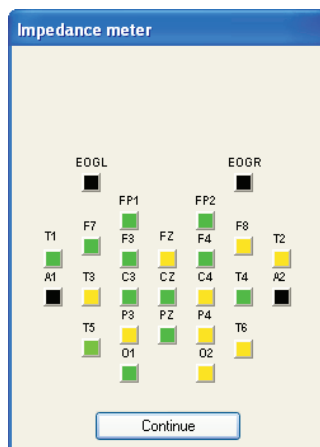 Impedance meter
EOGL EOGR
FP1 FP2
T1 F7 F3 FZ F4 F8 T2
A1 T3 C3 CZ C4 T4 A2
T5 P3 PZ P4 T6
O1 O2
Continue